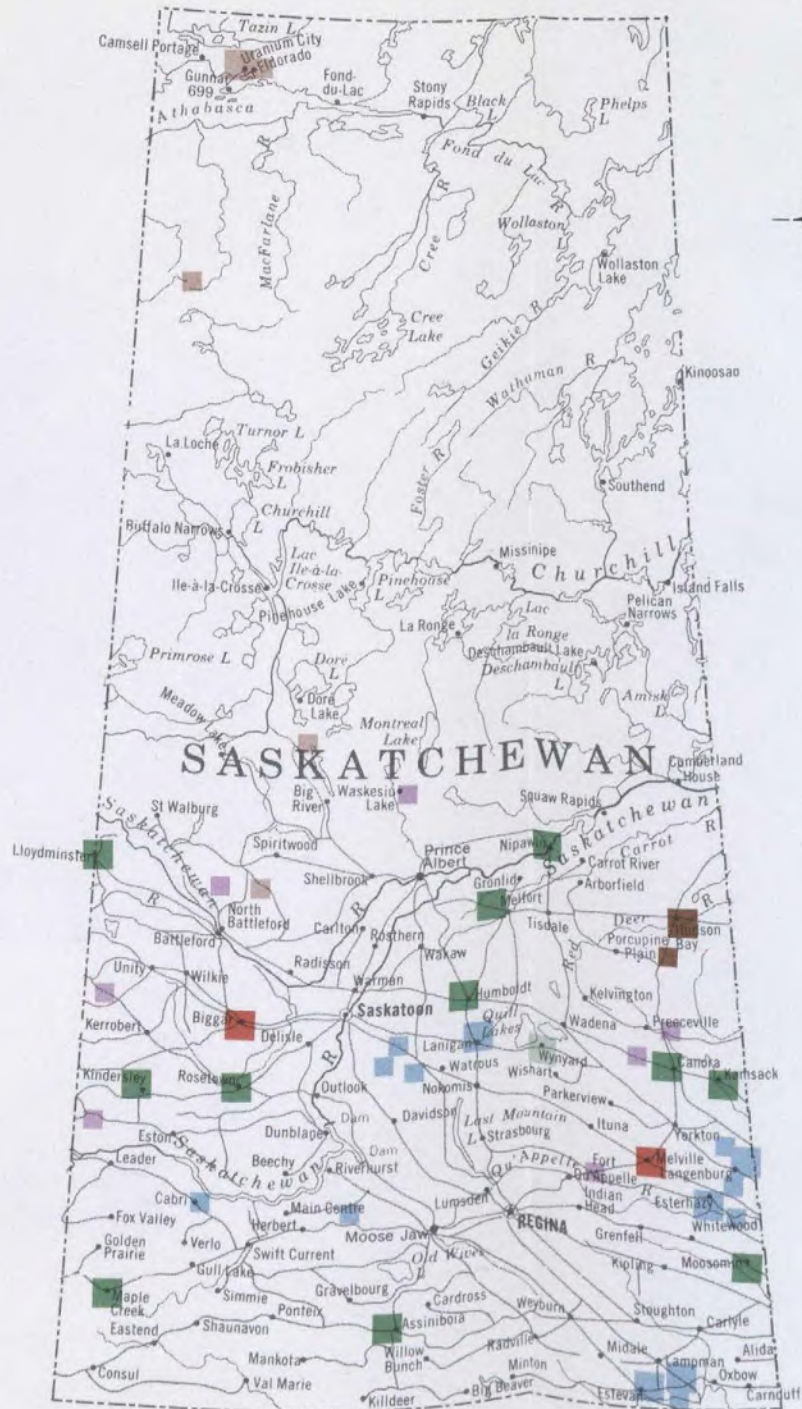 Tazin L
Camsell Portage
Uranium City
Eldorado
Gunnar
699
Fond-
du-Lac
Stony
Rapids
Black
L
Phelps
L
Athabasca
R
MacFarlane
Fond du Lac
R
R
Cree
Wollaston
L
Wollaston
Lake
Cree
Lake
Geikie R
Wathaman R
Kinoosao
La Loche
Turnor L
Frobisher
L
Foster R
Southend
Churchill
L
Buffalo Narrows
Lac
Ile-à-la-
Crosse
Missinipe
Churchill
Ile-à-la-Crosse
Pinehouse Lake
Pinehouse
L
Island Falls
Pelican
Narrows
La Ronge
Lac
la Ronge
Deschambault Lake
Deschambault
L
Primrose L
Doré
L
Doré
Lake
Amisk
L
Meadow Lake
Montreal
Lake
SASKATCHEWAN
Cumberland
House
Big
River
Waskesiu
Lake
Squaw Rapids
Saskatchewan
R
St Walburg
Saskatchewan
Carrot R
Lloydminster
Spiritwood
Prince
Albert
Nipawin
Carrot River
Shellbrook
Gronlid
Arborfield
North
Battleford
Melfort
Carlton
R
Rosthern
Tisdale
Deer
R
Hudson
Bay
Battleford
Wakaw
Porcupine
Plain
Unity
Wilkie
Radisson
Warman
Red
Humboldt
Kelvington
Biggar
Saskatoon
Quill
Lakes
Wadena
Preeceville
Kerrobert
Delisle
Lanigan
Wynyard
Watrous
Wishart
Canora
Kamsack
Kindersley
Rosetown
R
Outlook
Nokomis
Parkerview
Dam
Davidson
Last Mountain
L
Ituna
Yorkton
Eston
Saskatchewan
Dunblane
Dam
Strasbourg
Leader
Beechy
Riverhurst
Qu'Appelle
R
Fort
Qu'Appelle
Melville
Langenburg
Cabri
Main Centre
Lumsden
Indian
Head
Esterhazy
Fox Valley
Herbert
Moose Jaw
REGINA
Grenfell
Whitewood
Golden
Prairie
Verlo
Swift Current
Old Wives
L
Kipling
Moosomin
Gull Lake
Maple
Creek
Simmie
Gravelbourg
Cardross
Weyburn
Stoughton
Ponteix
Carlyle
Eastend
Shaunavon
Assiniboia
Willow
Bunch
Radville
Midale
Alida
Consul
Mankota
Minton
Lampman
Val Marie
Killdeer
Big Beaver
Estevan
Oxbow
Carnduff